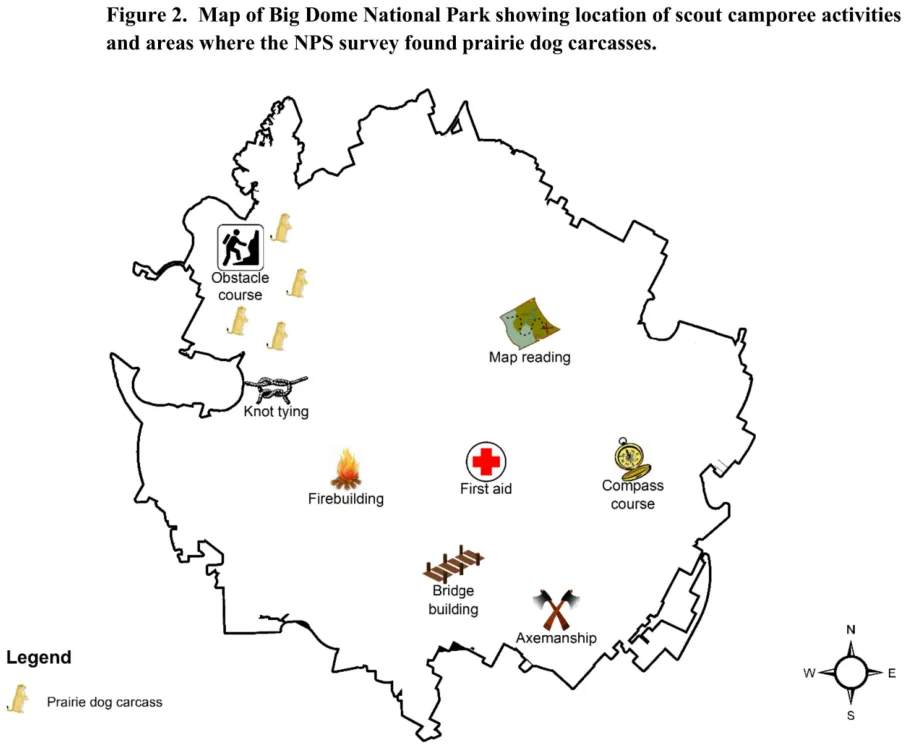 Figure 2.  Map of Big Dome National Park showing location of scout camporee activities
and areas where the NPS survey found prairie dog carcasses.
Obstacle
course
Map reading
Knot tying
Firebuilding
First aid
Compass
course
Bridge
building
Axemanship
Legend
Prairie dog carcass
N
W
E
S